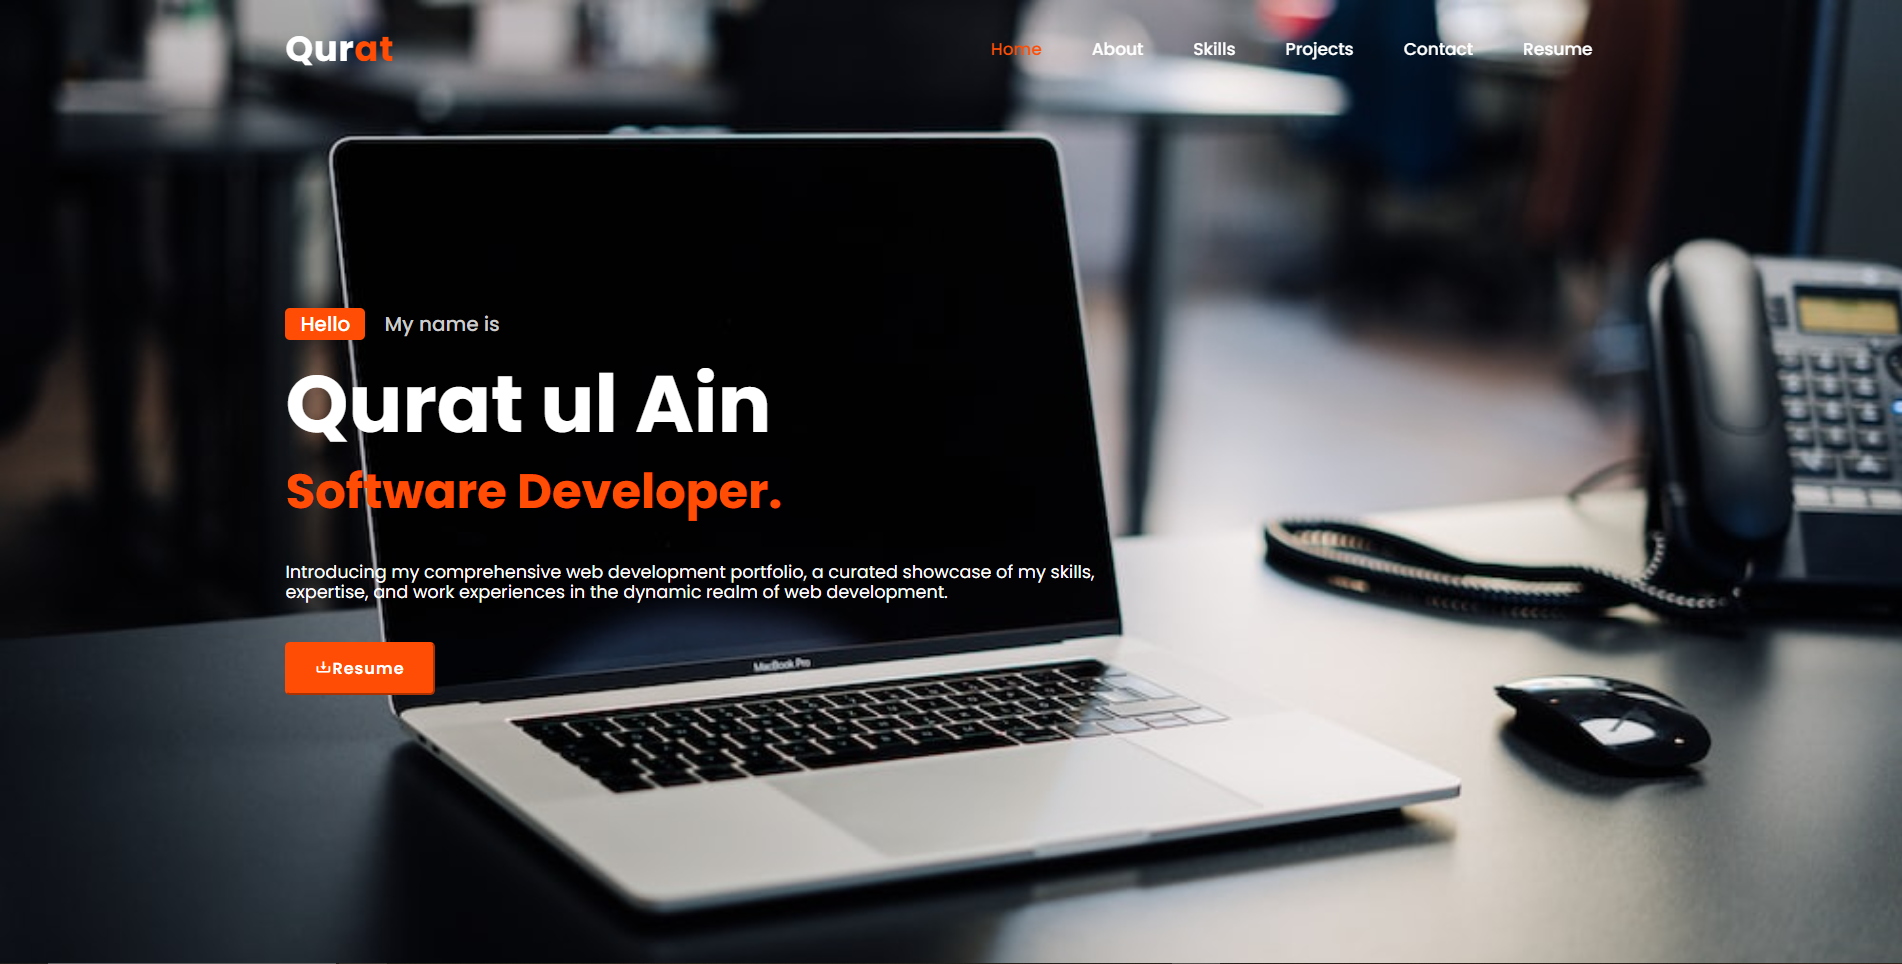 Qurat
Home About Skills Projects Contact Resume
Hello My name is
Qurat ul Ain
Software Developer.
Introducing my comprehensive web development portfolio, a curated showcase of my skills,
expertise, and work experiences in the dynamic realm of web development.
Resume
MacBook Pro